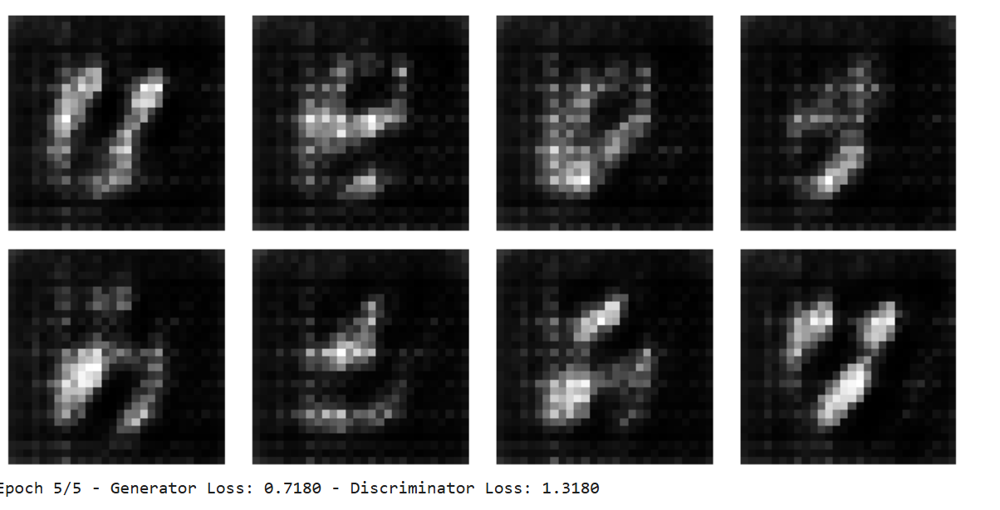 Epoch 5/5 - Generator Loss: 0.7180 - Discriminator Loss: 1.3180